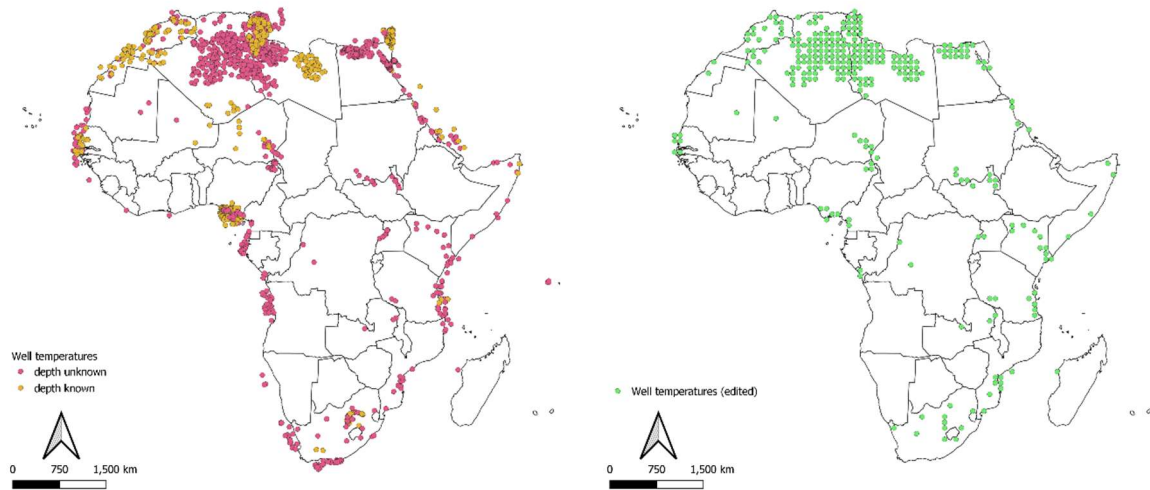 Well temperatures
depth unknown
depth known
0 750 1,500 km
Well temperatures (edited)
0 750 1,500 km